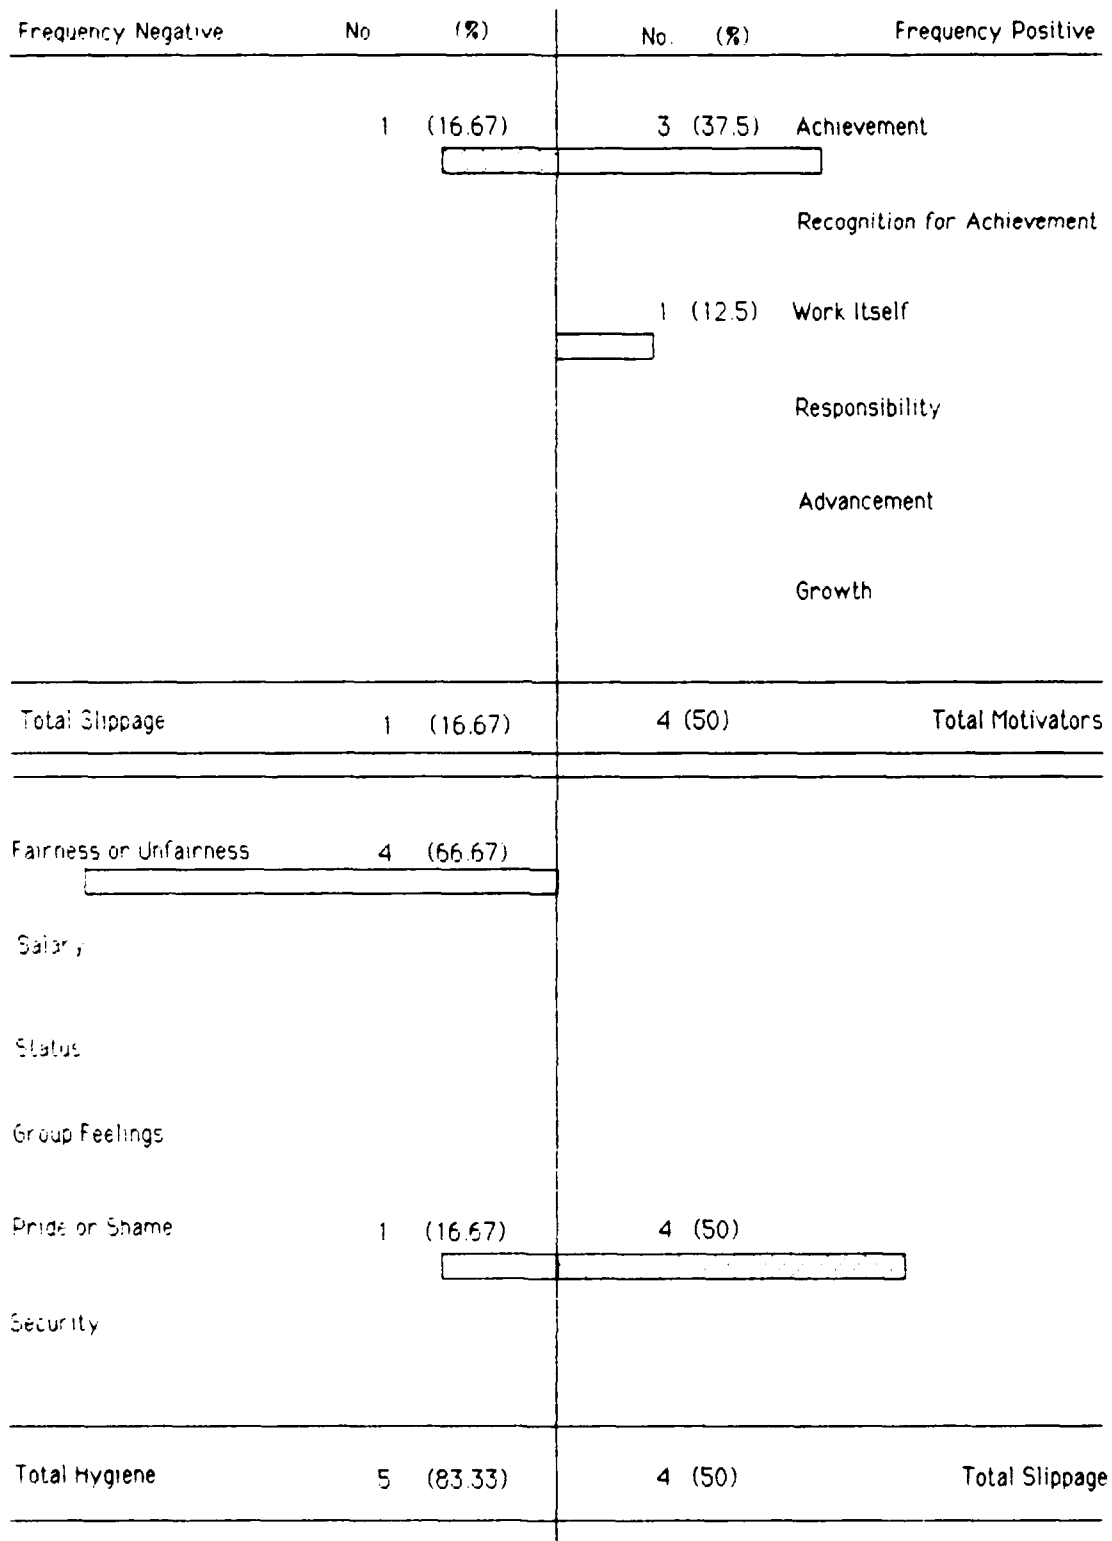 Frequency Negative No (%) No. (%) Frequency Positive
1 (16.67) 3 (37.5) Achievement
Recognition for Achievement
1 (12.5) Work Itself
Responsibility
Advancement
Growth
Total Slippage 1 (16.67) 4 (50) Total Motivators
Fairness or Unfairness 4 (66.67)
Salary
Status
Group Feelings
Pride or Shame 1 (16.67) 4 (50)
Security
Total Hygiene 5 (83.33) 4 (50) Total Slippage